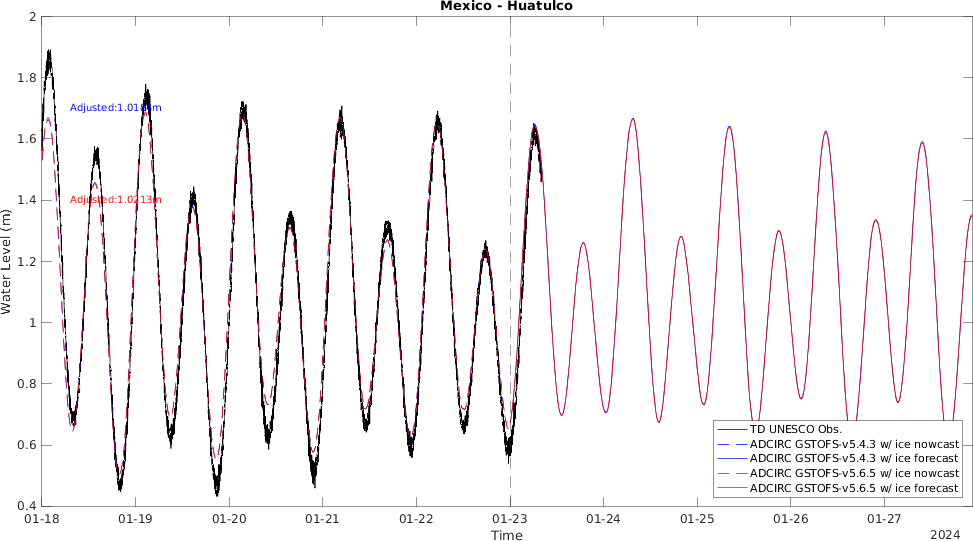 Mexico - Huatulco
Water Level (m)
2
1.8
1.6
1.4
1.2
1
0.8
0.6
0.4
Adjusted:1.0213m
TD UNESCO Obs.
ADCIRC GSTOFS-v5.4.3 w/ ice nowcast
ADCIRC GSTOFS-v5.4.3 w/ ice forecast
ADCIRC GSTOFS-v5.6.5 w/ ice nowcast
ADCIRC GSTOFS-v5.6.5 w/ ice forecast
01-18 01-19 01-20 01-21 01-22 01-23 01-24 01-25 01-26 01-27
Time
2024